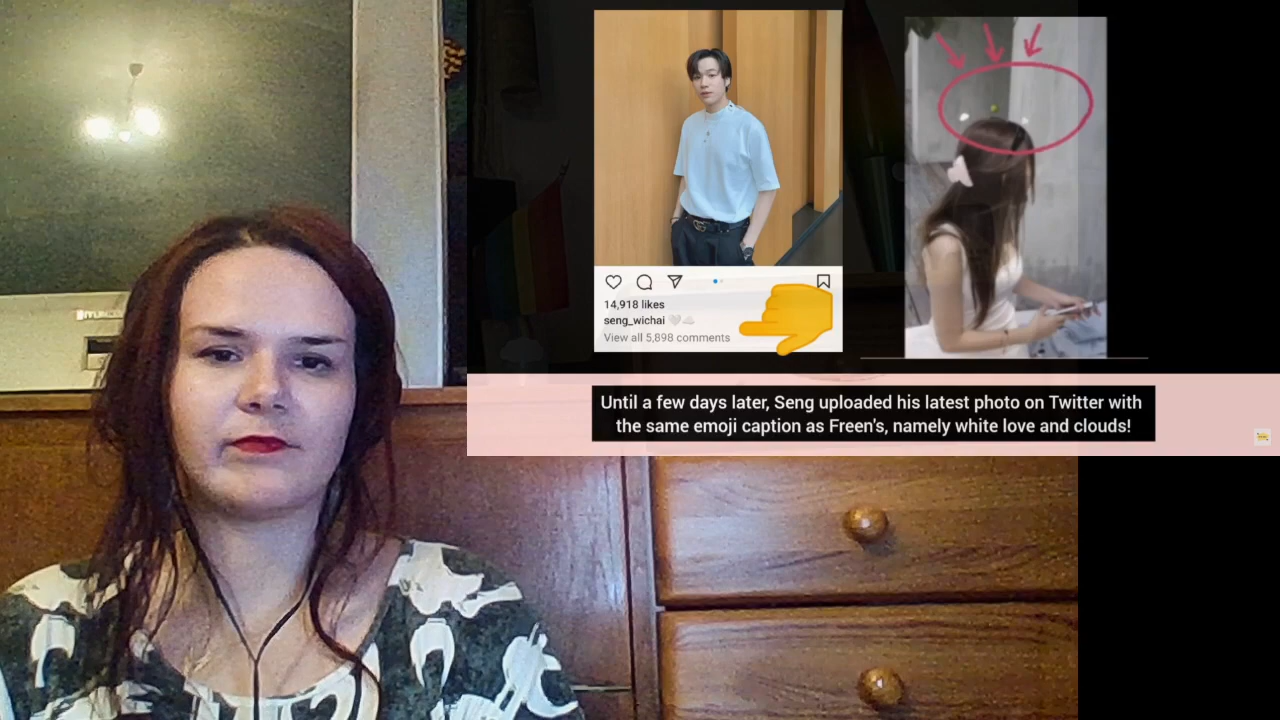 14,918 likes
seng_wichai 🤍☁️
View all 5,898 comments
Until a few days later, Seng uploaded his latest photo on Twitter with
the same emoji caption as Freen's, namely white love and clouds!